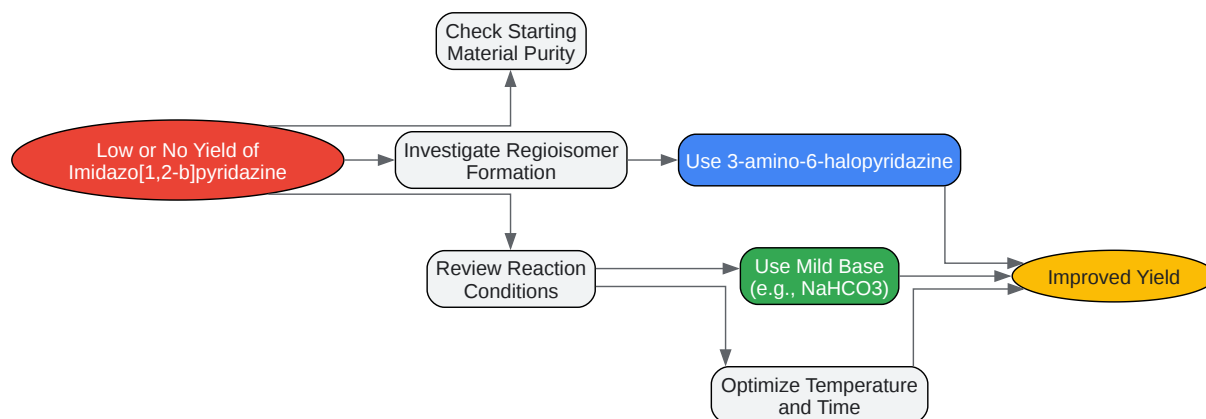 Check Starting
Material Purity
Low or No Yield of
Imidazo[1,2-b]pyridazine
Investigate Regioisomer
Formation
Use 3-amino-6-halopyridazine
Review Reaction
Conditions
Use Mild Base
(e.g., NaHCO3)
Improved Yield
Optimize Temperature
and Time